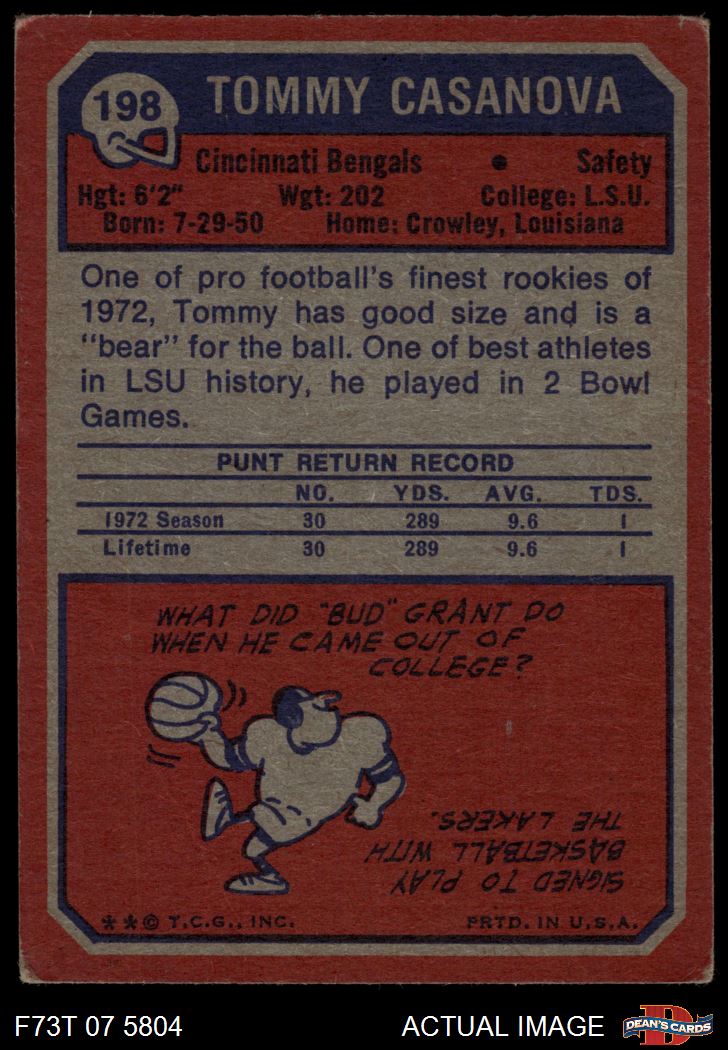 198
TOMMY CASANOVA
Cincinnati Bengals • Safety
Hgt: 6'2" Wgt: 202 College: L.S.U.
Born: 7-29-50 Home: Crowley, Louisiana
One of pro football's finest rookies of
1972, Tommy has good size and is a
"bear" for the ball. One of best athletes
in LSU history, he played in 2 Bowl
Games.
PUNT RETURN RECORD
NO. YDS. AVG. TDS.
1972 Season 30 289 9.6 1
Lifetime 30 289 9.6 1
WHAT DID "BUD" GRANT DO
WHEN HE CAME OUT OF
COLLEGE?
SIGNED TO PLAY
BASKETBALL WITH
THE LAKERS.
**© T.C.G., INC. PRTD. IN U.S.A.
F73T 07 5804 ACTUAL IMAGE
D
DEAN'S CARDS